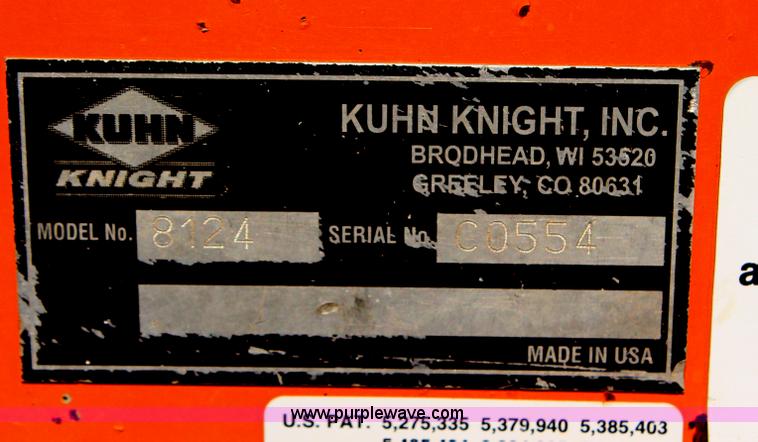 KUHN
KNIGHT
KUHN KNIGHT, INC.
BRODHEAD, WI 53520
GREELEY, CO 80631
MODEL No. 8124 SERIAL No. C0554
MADE IN USA
www.purplewave.com
U.S. PAT. 5,275,335 5,379,940 5,385,403
a